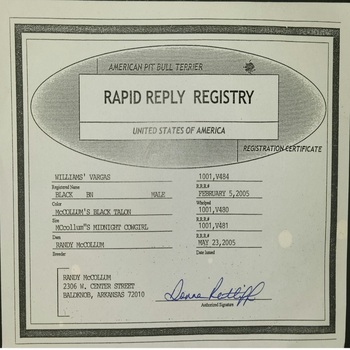 AMERICAN PIT BULL TERRIER
RAPID REPLY REGISTRY
UNITED STATES OF AMERICA
REGISTRATION CERTIFICATE
WILLIAMS' VARGAS 1001,V484
Registered Name R.R.R#
BLACK BN MALE FEBRUARY 5,2005
Color Whelped
McCOLLUM'S BLACK TALON 1001,V480
Sire R.R.R#
MCcollum"S MIDNIGHT COWGIRL 1001,V481
Dam R.R.R#
RANDY McCOLLUM MAY 23,2005
Breeder Date Issued
RANDY McCOLLUM
2306 W. CENTER STREET
BALDKNOB, ARKANSAS 72010
Authorized Signature